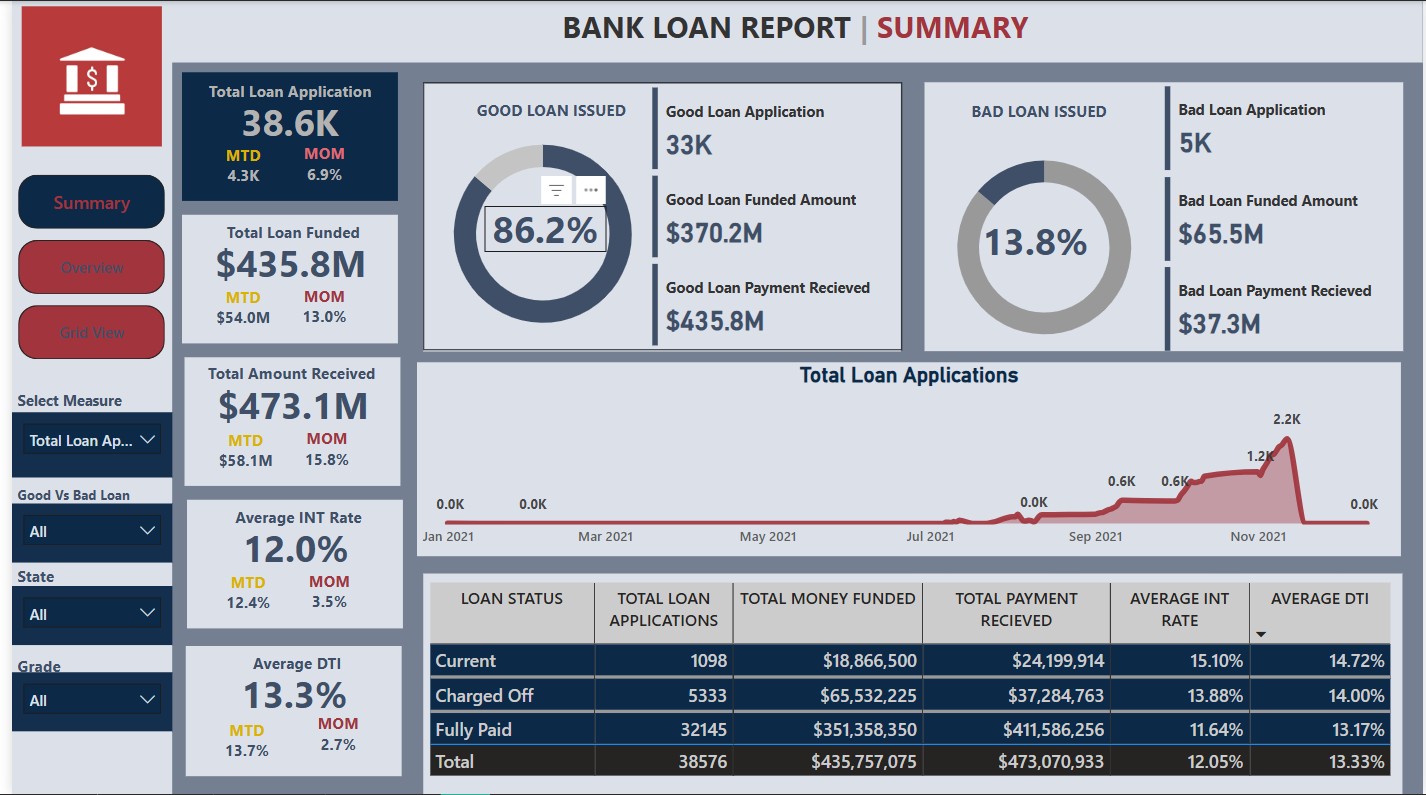 BANK LOAN REPORT | SUMMARY
$
Summary
Overview
Grid View
Select Measure
Total Loan Ap...
Good Vs Bad Loan
All
State
All
Grade
All
Total Loan Application
38.6K
MTD MOM
4.3K 6.9%
Total Loan Funded
$435.8M
MTD MOM
$54.0M 13.0%
Total Amount Received
$473.1M
MTD MOM
$58.1M 15.8%
Average INT Rate
12.0%
MTD MOM
12.4% 3.5%
Average DTI
13.3%
MTD MOM
13.7% 2.7%
GOOD LOAN ISSUED
86.2%
Good Loan Application
33K
Good Loan Funded Amount
$370.2M
Good Loan Payment Recieved
$435.8M
BAD LOAN ISSUED
13.8%
Bad Loan Application
5K
Bad Loan Funded Amount
$65.5M
Bad Loan Payment Recieved
$37.3M
Total Loan Applications
0.0K 0.0K 0.0K 0.6K 0.6K 1.2K 2.2K 0.0K
Jan 2021 Mar 2021 May 2021 Jul 2021 Sep 2021 Nov 2021
LOAN STATUS TOTAL LOAN APPLICATIONS TOTAL MONEY FUNDED TOTAL PAYMENT RECIEVED AVERAGE INT RATE AVERAGE DTI
Current 1098 $18,866,500 $24,199,914 15.10% 14.72%
Charged Off 5333 $65,532,225 $37,284,763 13.88% 14.00%
Fully Paid 32145 $351,358,350 $411,586,256 11.64% 13.17%
Total 38576 $435,757,075 $473,070,933 12.05% 13.33%